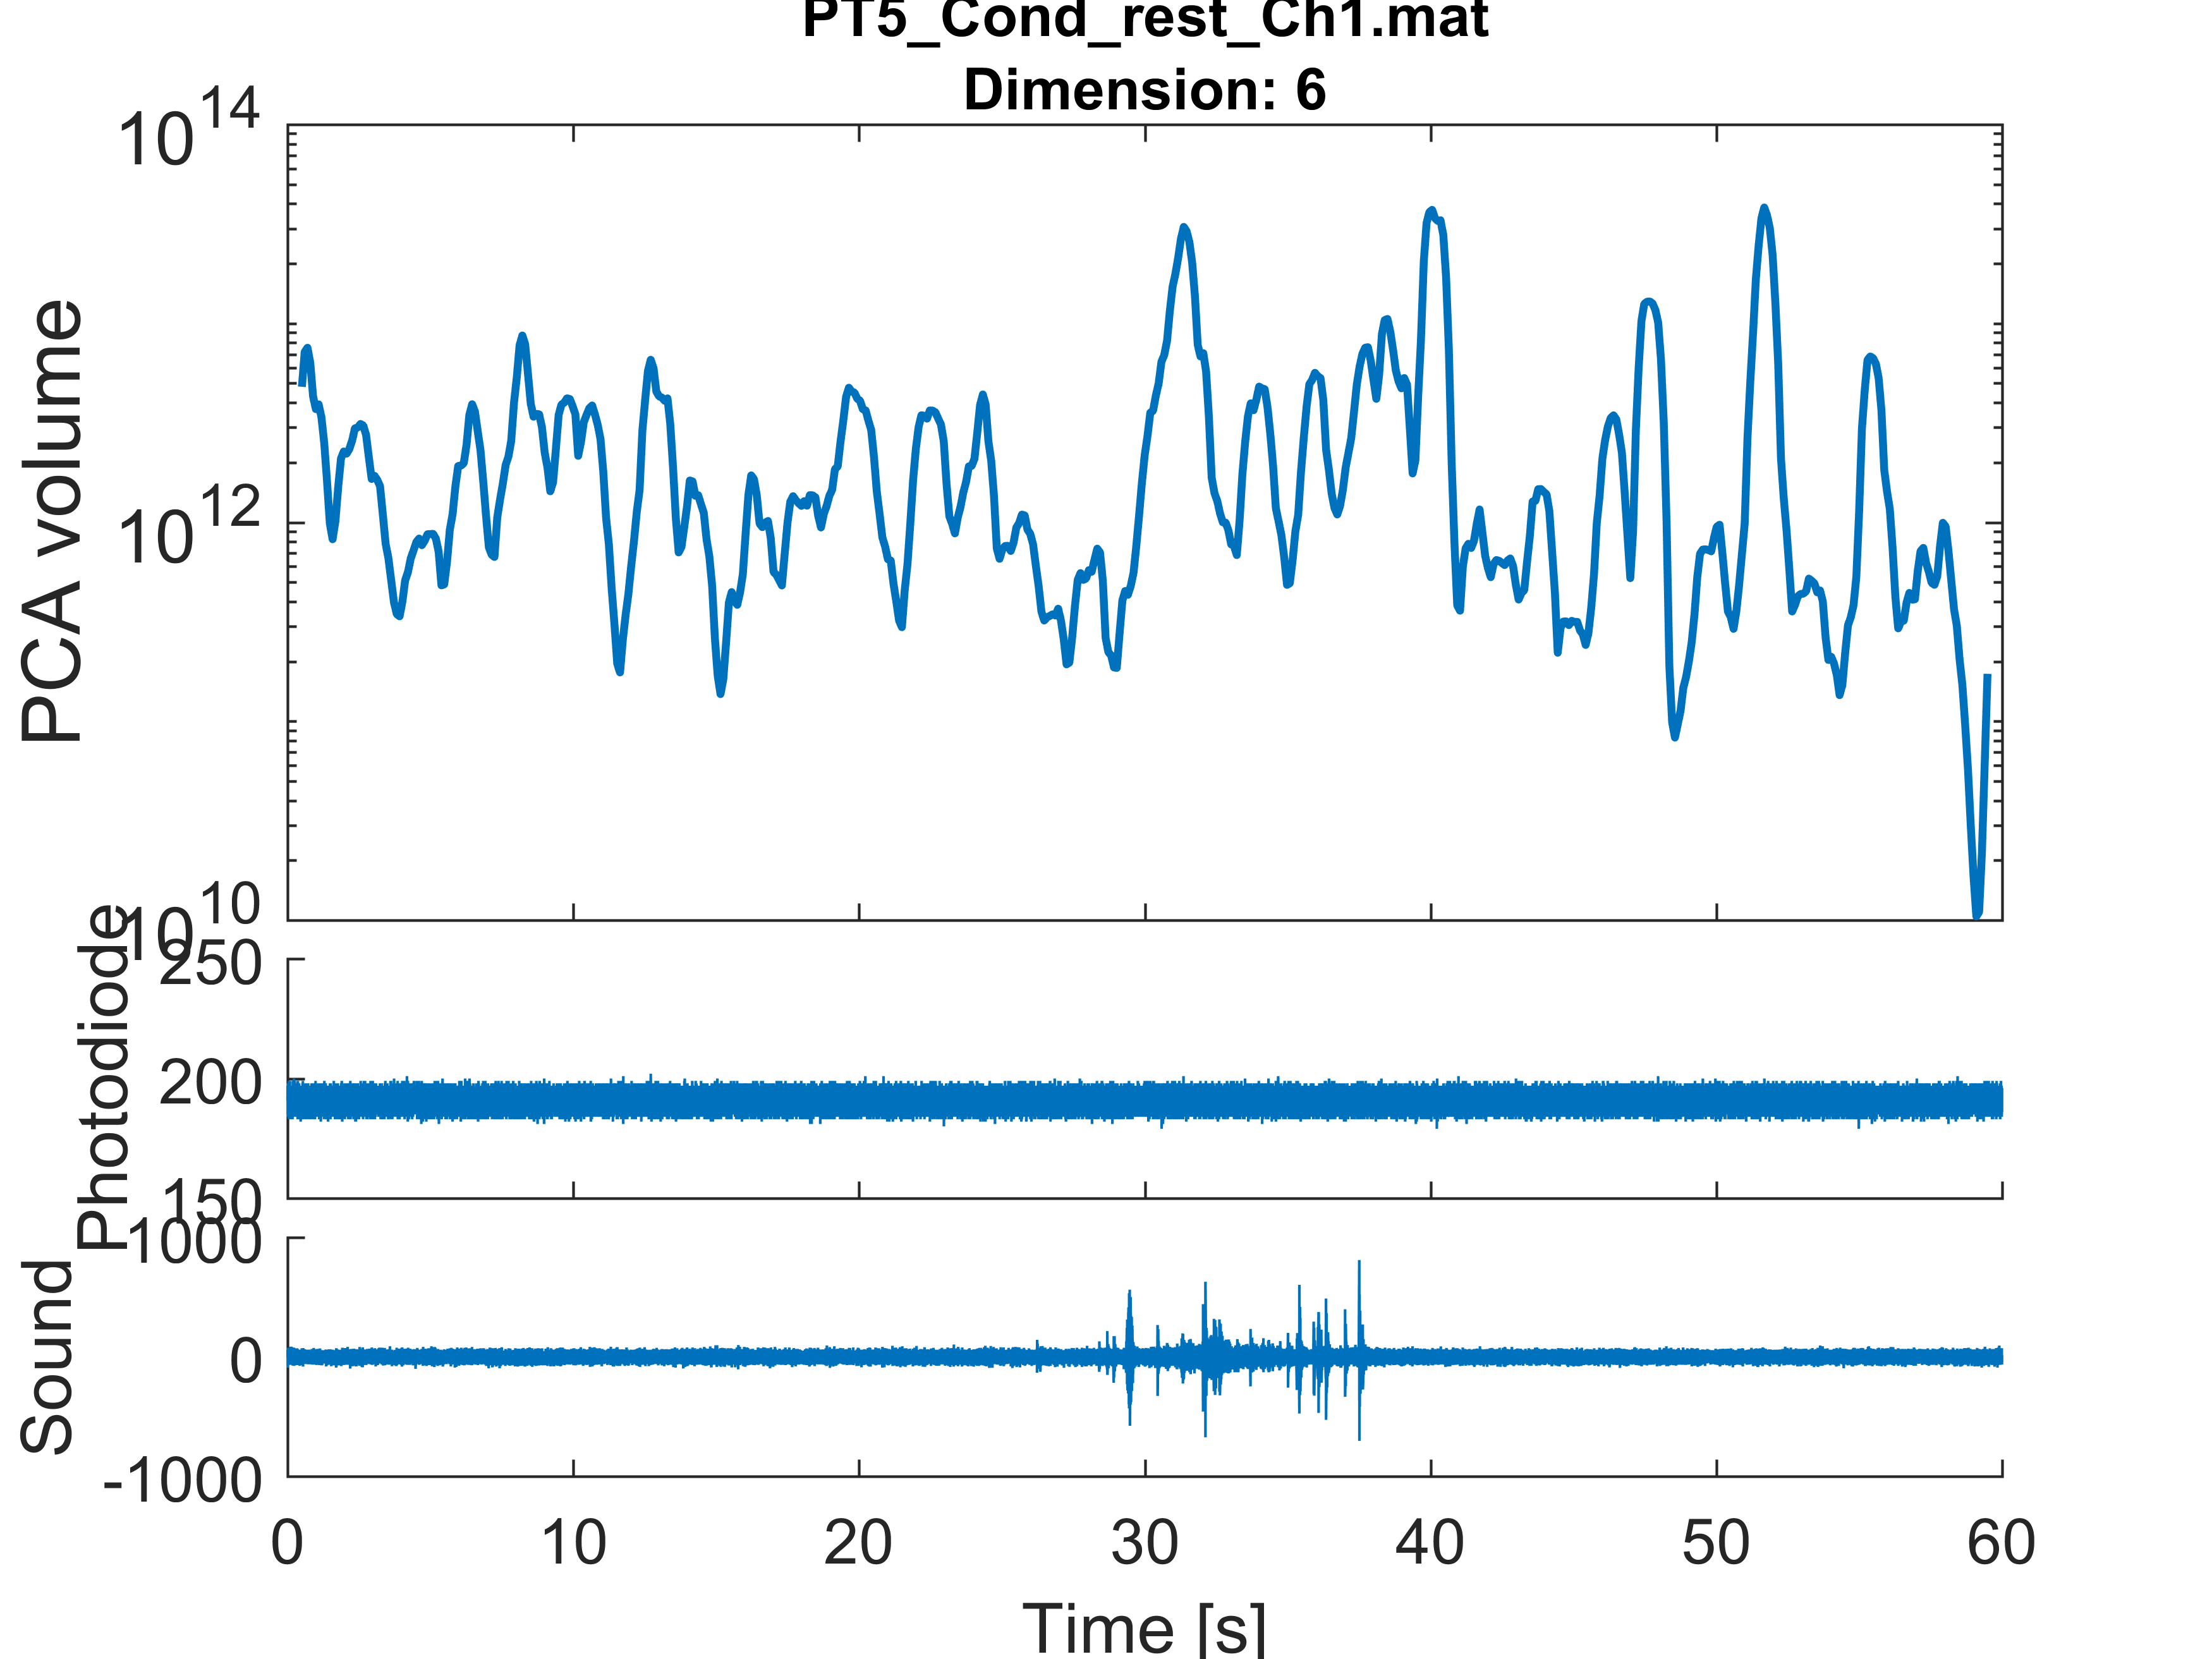 PT5_Cond_rest_Ch1.mat
Dimension: 6
10^14
10^12
10^10
PCA volume
250
200
150
Photodiode
1000
0
-1000
Sound
0 10 20 30 40 50 60
Time [s]